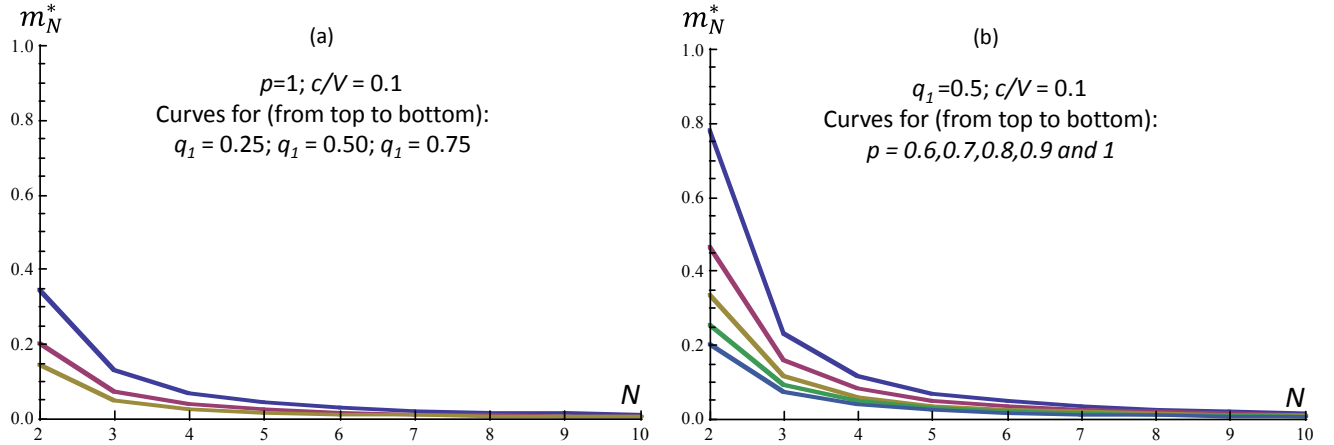 m*N
(a)
1.0
p=1; c/V = 0.1
Curves for (from top to bottom):
q1 = 0.25; q1 = 0.50; q1 = 0.75
0.8
0.6
0.4
0.2
0.0
N
2 3 4 5 6 7 8 9 10
m*N
(b)
1.0
q1=0.5; c/V = 0.1
Curves for (from top to bottom):
p = 0.6,0.7,0.8,0.9 and 1
0.8
0.6
0.4
0.2
0.0
N
2 3 4 5 6 7 8 9 10